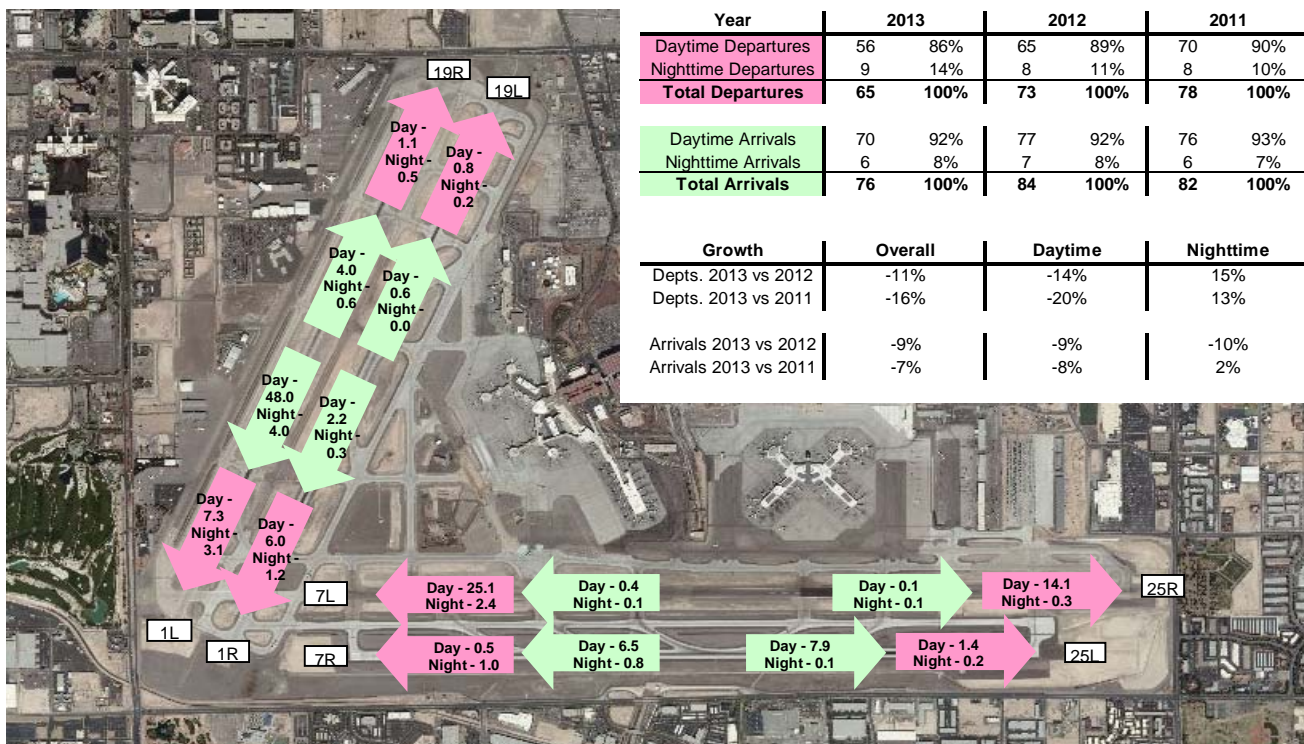 Year 2013 2012 2011
Daytime Departures 56 86% 65 89% 70 90%
Nighttime Departures 9 14% 8 11% 8 10%
Total Departures 65 100% 73 100% 78 100%
Daytime Arrivals 70 92% 77 92% 76 93%
Nighttime Arrivals 6 8% 7 8% 6 7%
Total Arrivals 76 100% 84 100% 82 100%
Growth Overall Daytime Nighttime
Depts. 2013 vs 2012 -11% -14% 15%
Depts. 2013 vs 2011 -16% -20% 13%
Arrivals 2013 vs 2012 -9% -9% -10%
Arrivals 2013 vs 2011 -7% -8% 2%
19R
19L
Day -
1.1
Night -
0.5
Day -
0.8
Night -
0.2
Day -
4.0
Night -
0.6
Day -
0.6
Night -
0.0
Day -
48.0
Night -
4.0
Day -
2.2
Night -
0.3
Day -
7.3
Night -
3.1
Day -
6.0
Night -
1.2
7L
1L
1R
7R
Day - 25.1
Night - 2.4
Day - 0.4
Night - 0.1
Day - 0.1
Night - 0.1
Day - 14.1
Night - 0.3
25R
Day - 0.5
Night - 1.0
Day - 6.5
Night - 0.8
Day - 7.9
Night - 0.1
Day - 1.4
Night - 0.2
25L